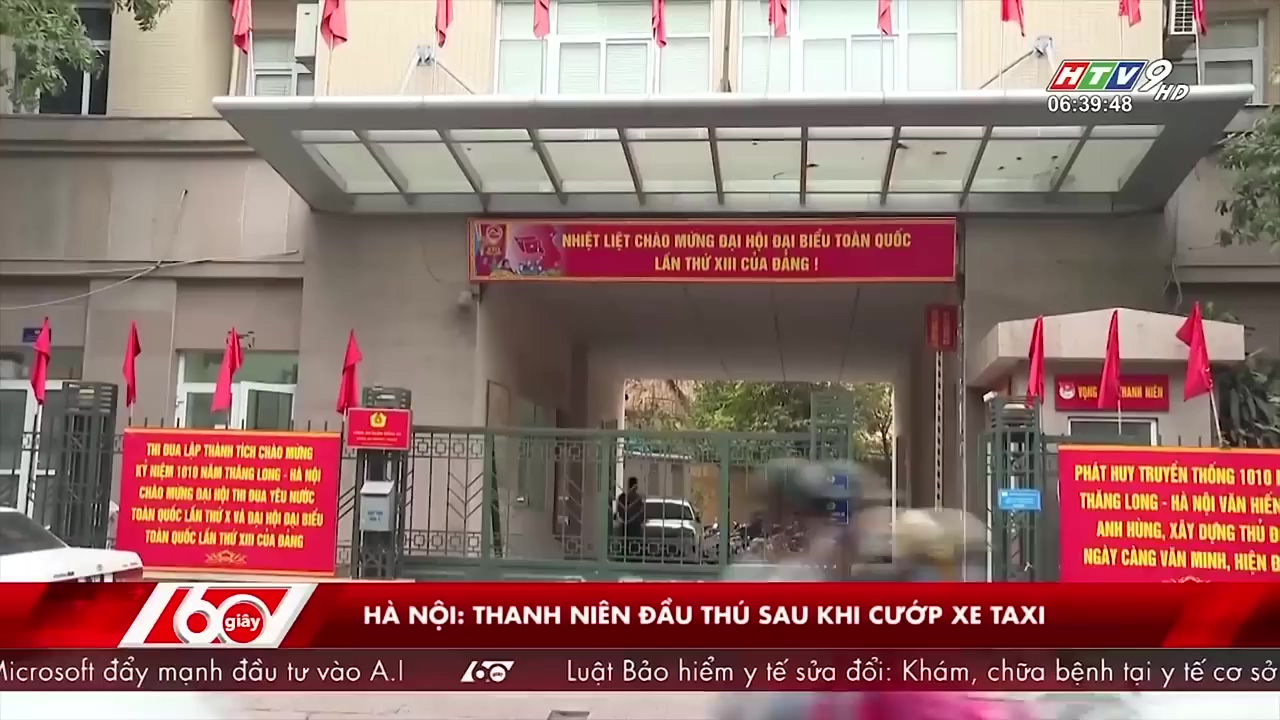 HTV9 HD
06:39:48
NHIỆT LIỆT CHÀO MỪNG ĐẠI HỘI ĐẠI BIỂU TOÀN QUỐC
LẦN THỨ XIII CỦA ĐẢNG !
VỌNG
THANH NIÊN
THI ĐUA LẬP THÀNH TÍCH CHÀO MỪNG
KỶ NIỆM 1010 NĂM THĂNG LONG - HÀ NỘI
CHÀO MỪNG ĐẠI HỘI THI ĐUA YÊU NƯỚC
TOÀN QUỐC LẦN THỨ X VÀ ĐẠI HỘI ĐẠI BIỂU
TOÀN QUỐC LẦN THỨ XIII CỦA ĐẢNG
PHÁT HUY TRUYỀN THỐNG 1010
THĂNG LONG - HÀ NỘI VĂN HIẾN
ANH HÙNG, XÂY DỰNG THỦ Đ
NGÀY CÀNG VĂN MINH, HIỆN Đ
60 giây
HÀ NỘI: THANH NIÊN ĐẦU THÚ SAU KHI CƯỚP XE TAXI
Microsoft đẩy mạnh đầu tư vào A.I
60
Luật Bảo hiểm y tế sửa đổi: Khám, chữa bệnh tại y tế cơ sở